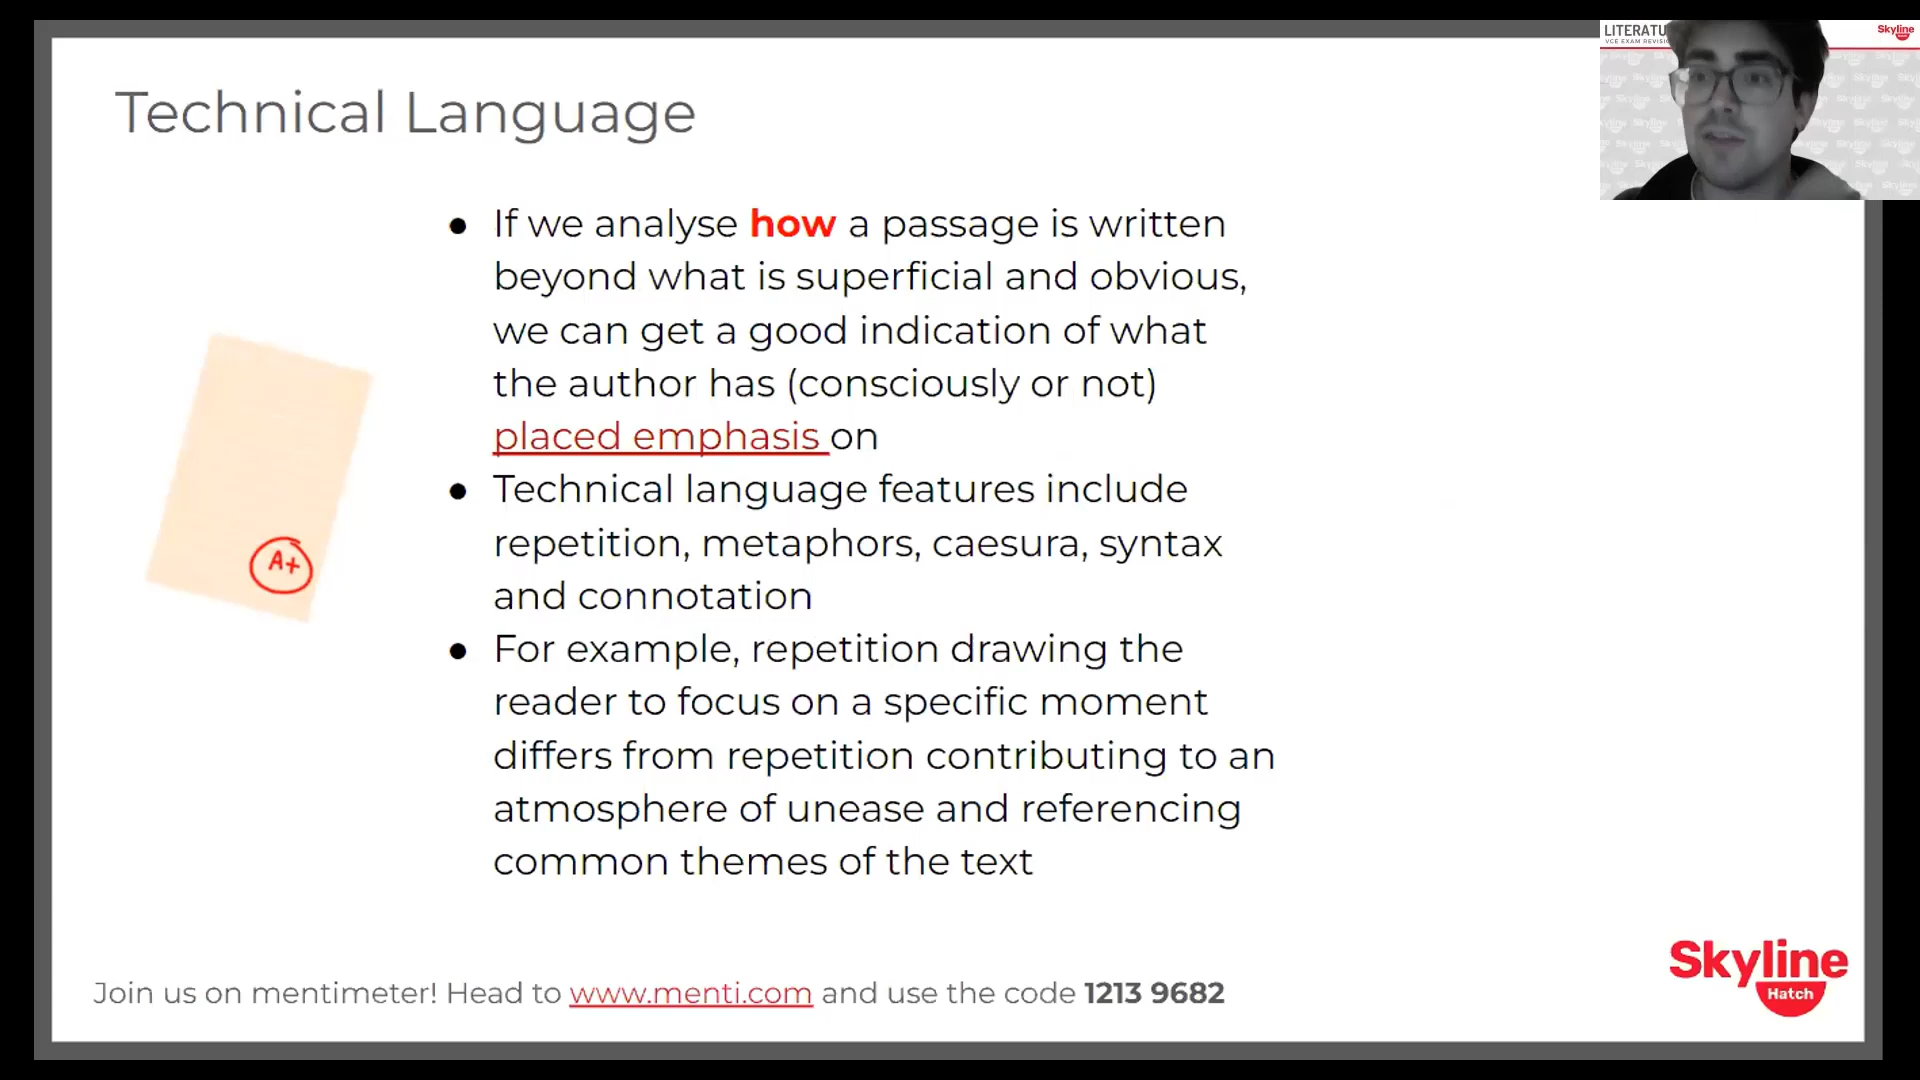 Technical Language
LITERATU
VCE EXAM REVISI
Skyline
● If we analyse how a passage is written
beyond what is superficial and obvious,
we can get a good indication of what
the author has (consciously or not)
placed emphasis on
● Technical language features include
repetition, metaphors, caesura, syntax
and connotation
● For example, repetition drawing the
reader to focus on a specific moment
differs from repetition contributing to an
atmosphere of unease and referencing
common themes of the text
A+
Join us on mentimeter! Head to www.menti.com and use the code 1213 9682
Skyline
Hatch